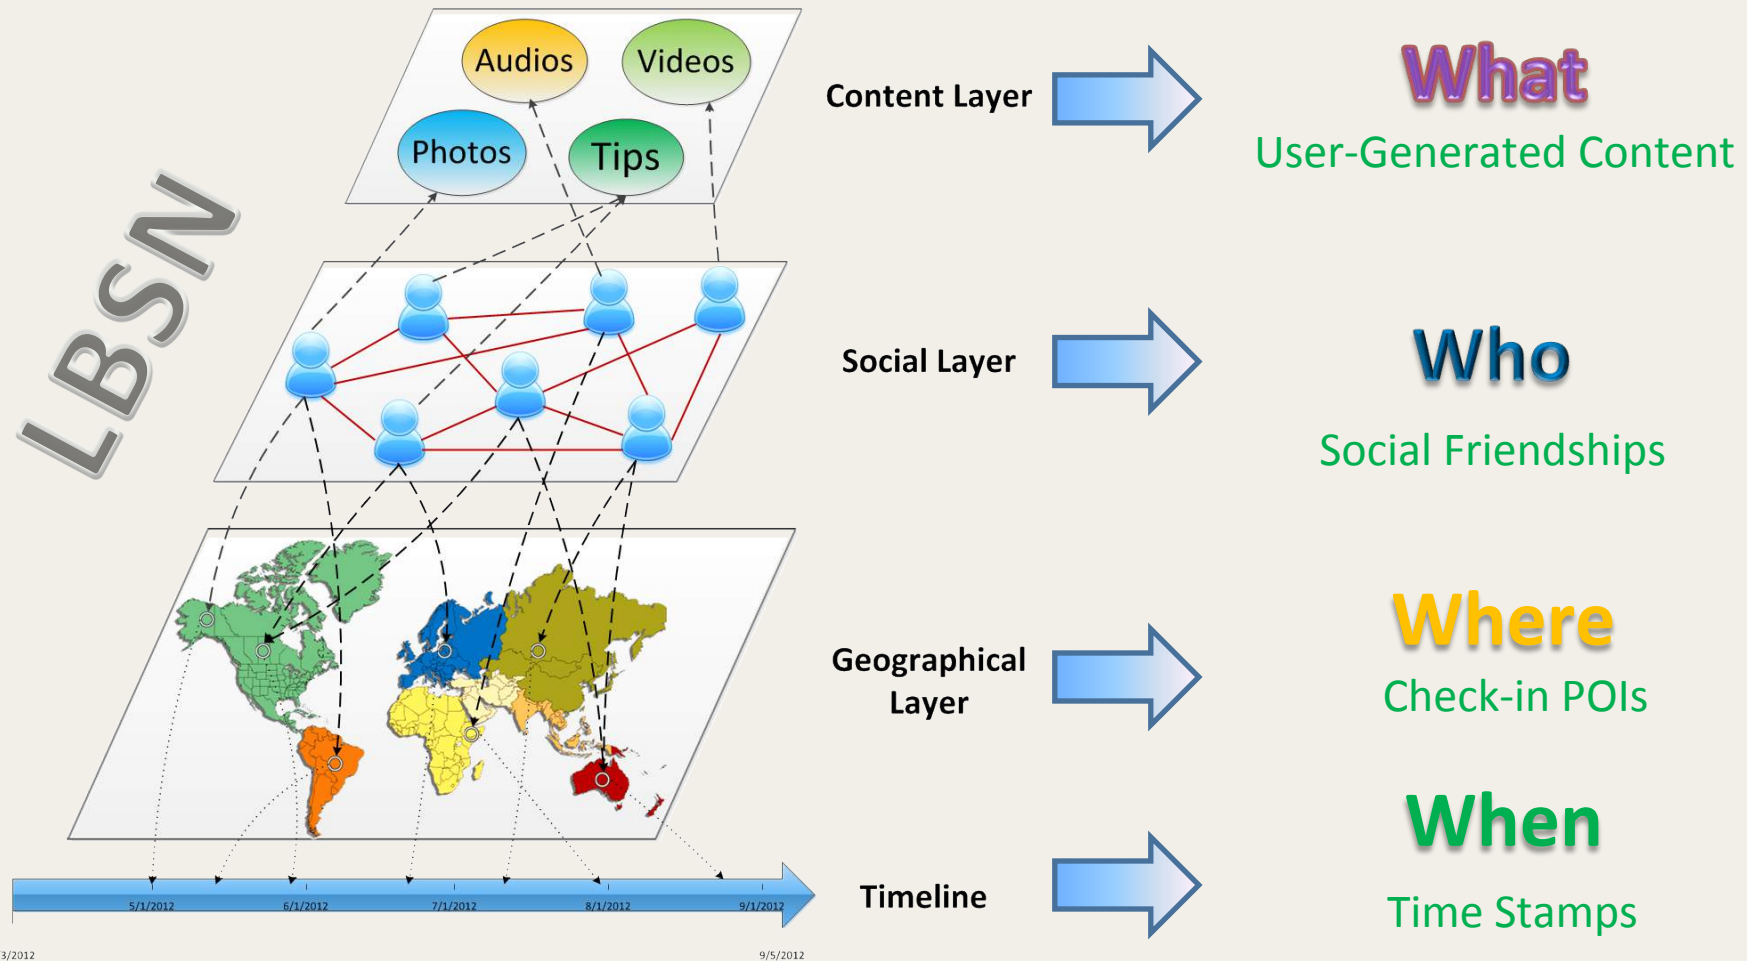 LBSN
Audios
Videos
Photos
Tips
Content Layer
What
User-Generated Content
Social Layer
Who
Social Friendships
Geographical
Layer
Where
Check-in POIs
Timeline
When
Time Stamps
5/1/2012
6/1/2012
7/1/2012
8/1/2012
9/1/2012
3/2012
9/5/2012